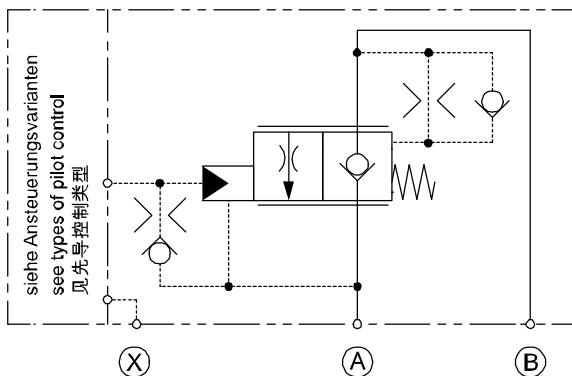 siehe Ansteuerungsvarianten
see types of pilot control
见先导控制类型
X
A
B